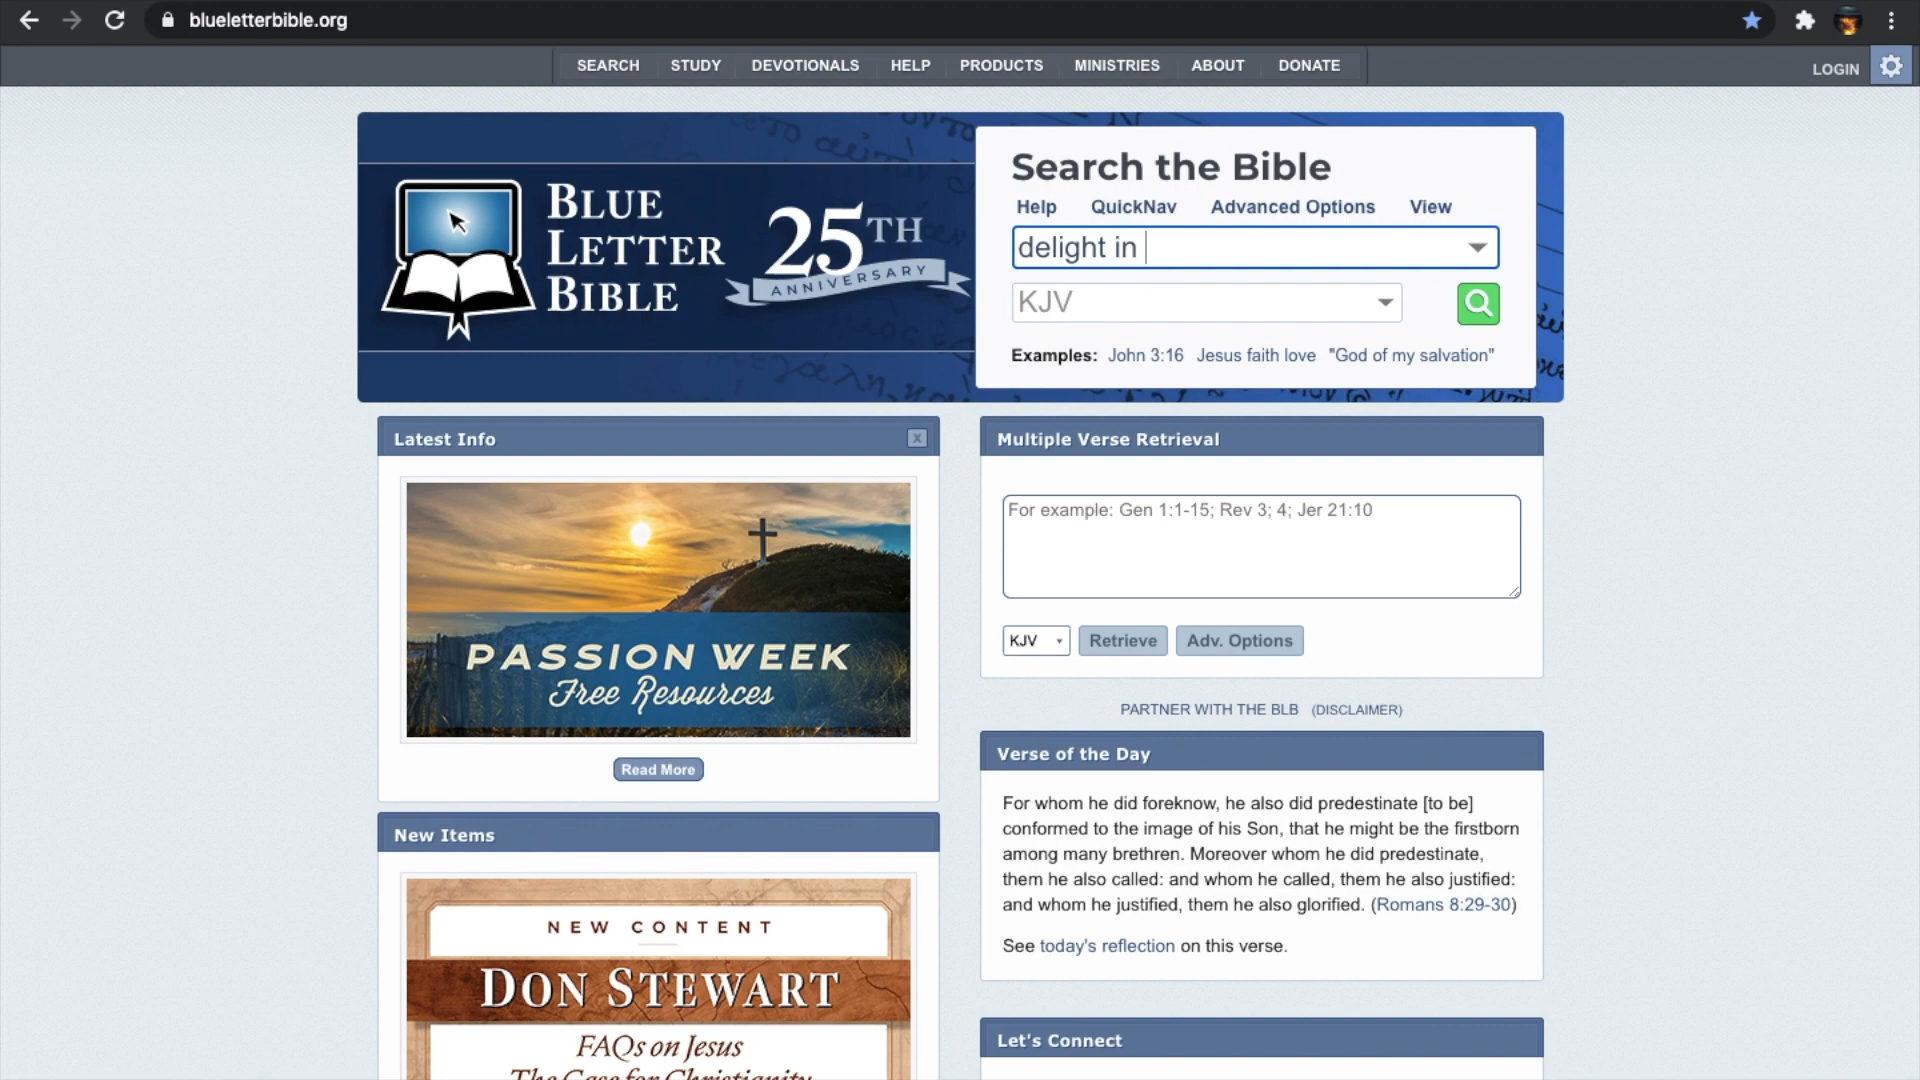 blueletterbible.org
SEARCH STUDY DEVOTIONALS HELP PRODUCTS MINISTRIES ABOUT DONATE
LOGIN
BLUE
LETTER
BIBLE
25TH
ANNIVERSARY
Search the Bible
Help QuickNav Advanced Options View
delight in
KJV
Examples: John 3:16 Jesus faith love "God of my salvation"
Latest Info
x
PASSION WEEK
Free Resources
Read More
New Items
NEW CONTENT
DON STEWART
FAQs on Jesus
The Case for Christianity
Multiple Verse Retrieval
For example: Gen 1:1-15; Rev 3; 4; Jer 21:10
KJV Retrieve Adv. Options
PARTNER WITH THE BLB (DISCLAIMER)
Verse of the Day
For whom he did foreknow, he also did predestinate [to be]
conformed to the image of his Son, that he might be the firstborn
among many brethren. Moreover whom he did predestinate,
them he also called: and whom he called, them he also justified:
and whom he justified, them he also glorified. (Romans 8:29-30)
See today's reflection on this verse.
Let's Connect